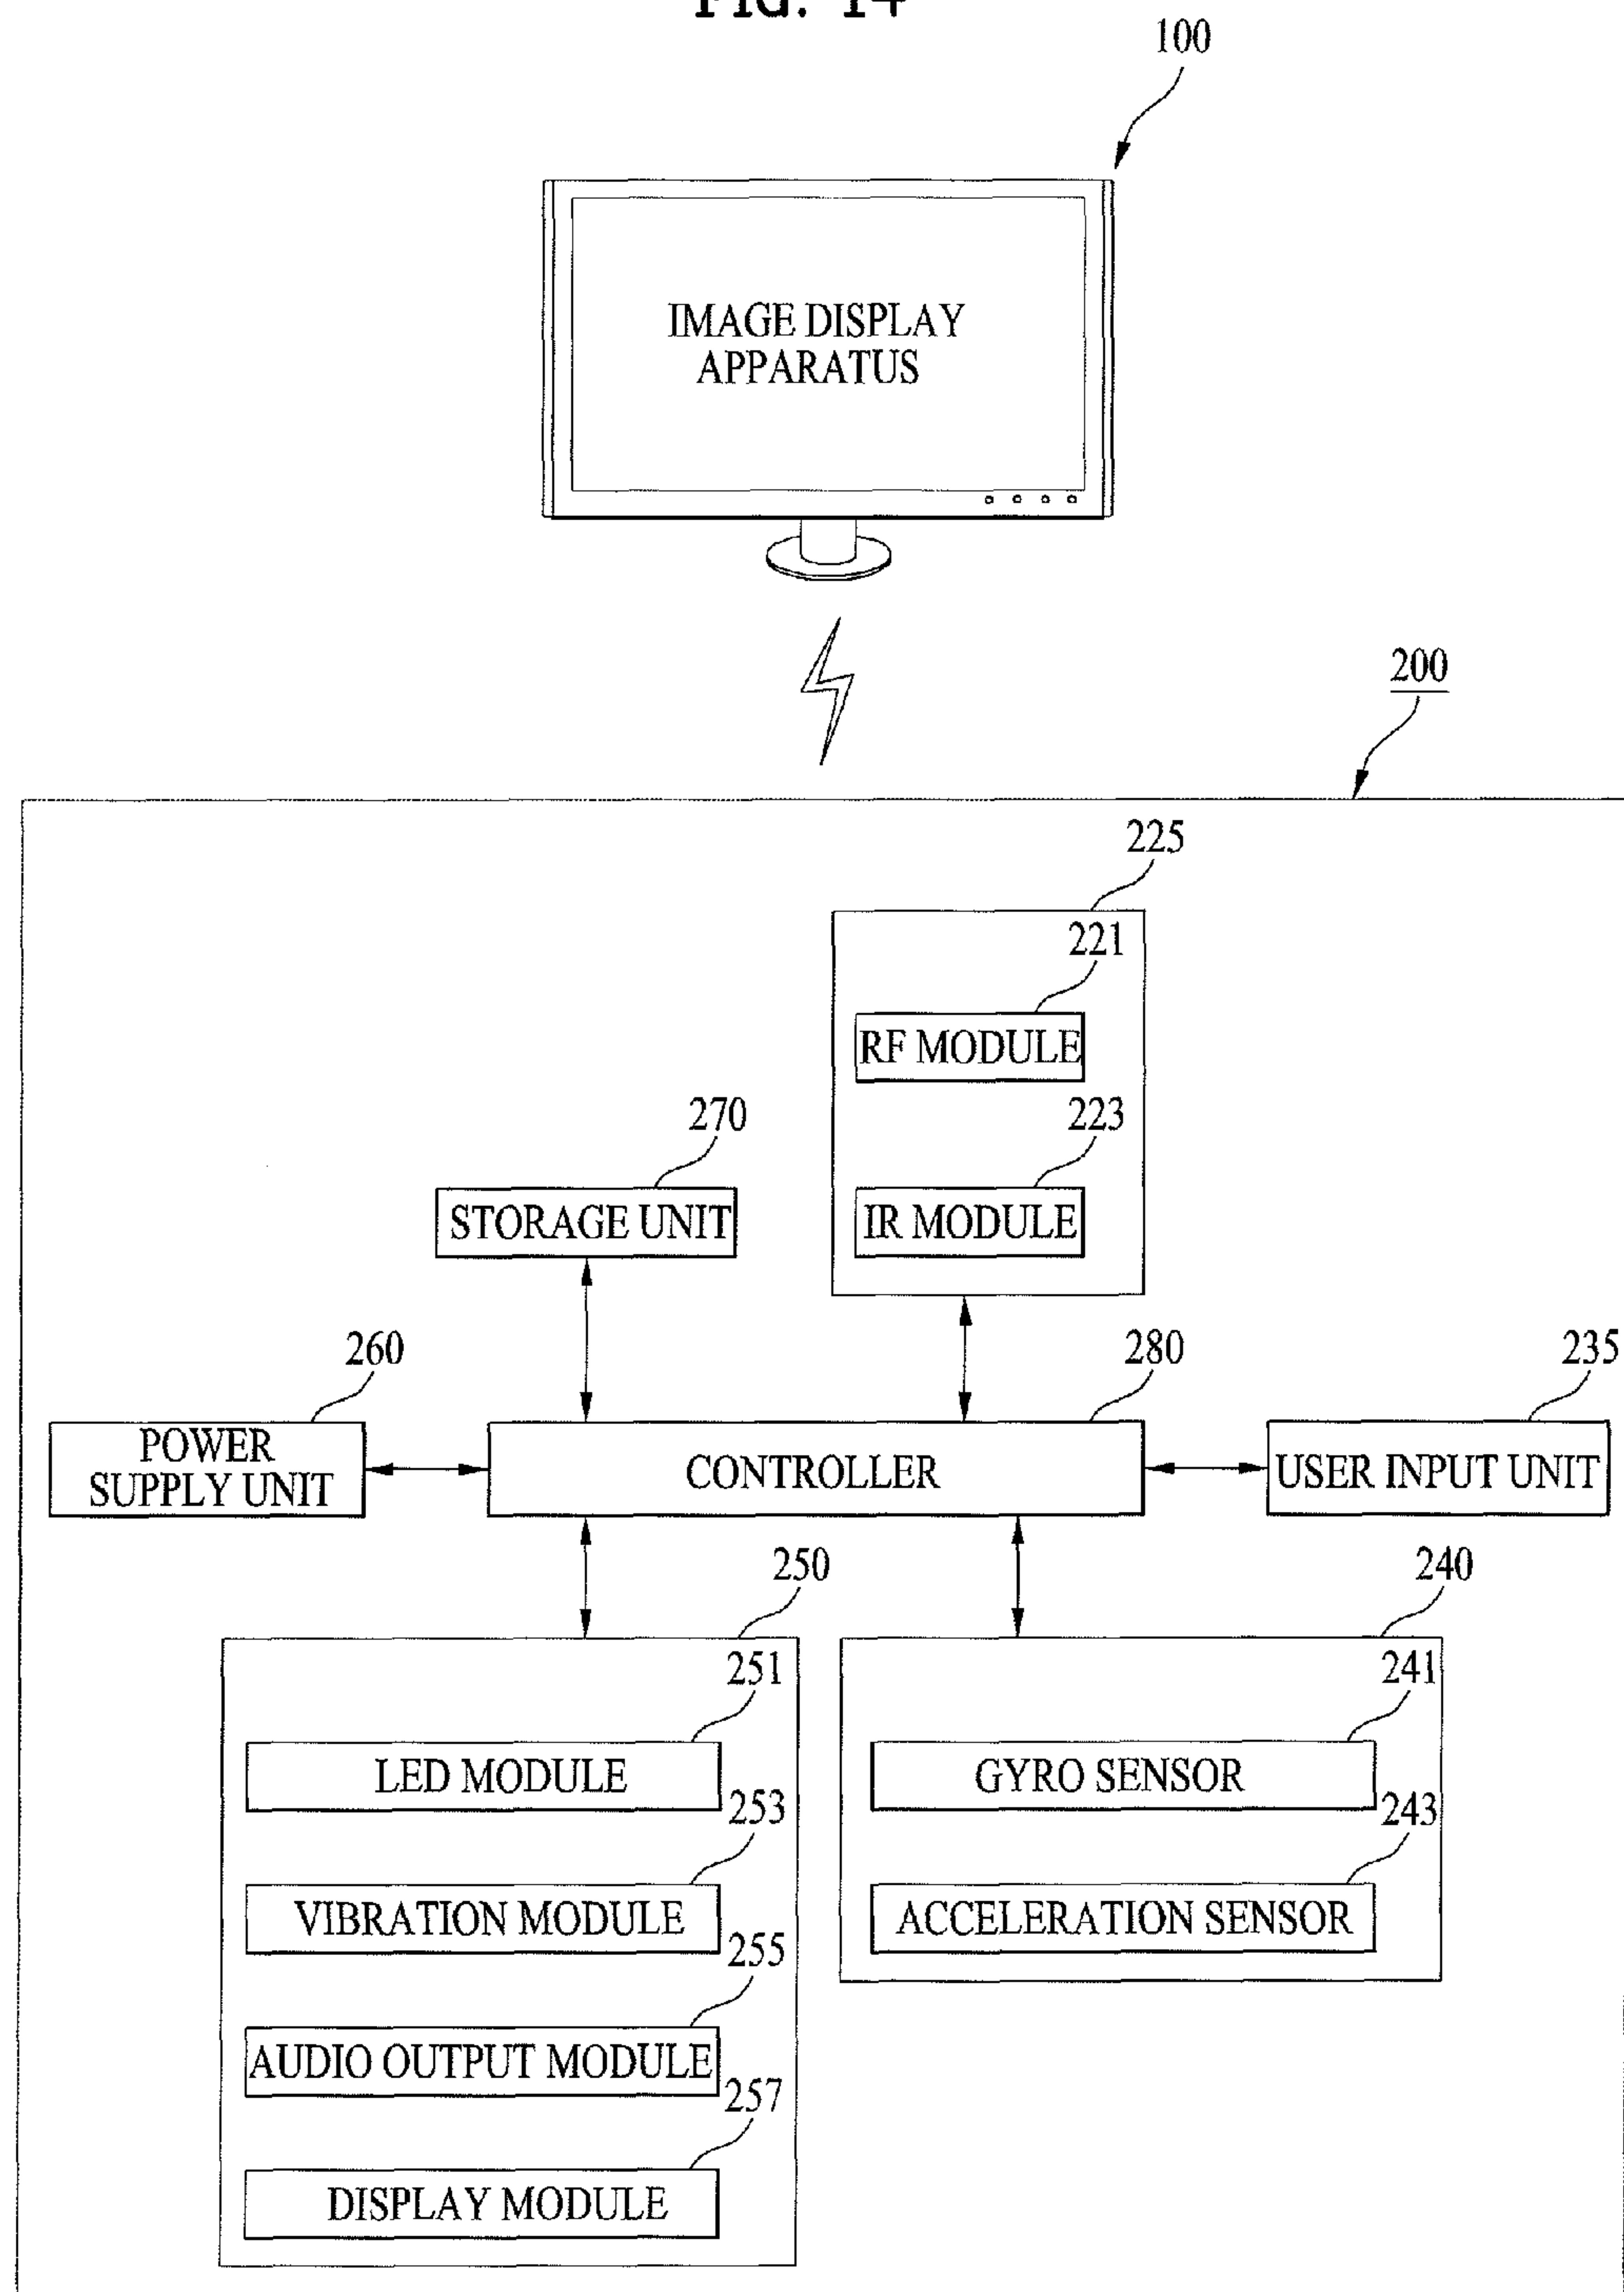 FIG. 14
100
IMAGE DISPLAY
APPARATUS
200
225
221
RF MODULE
270
223
STORAGE UNIT
IR MODULE
260
280
235
POWER
SUPPLY UNIT
CONTROLLER
USER INPUT UNIT
250
240
251
241
LED MODULE
GYRO SENSOR
253
243
VIBRATION MODULE
ACCELERATION SENSOR
255
AUDIO OUTPUT MODULE
257
DISPLAY MODULE